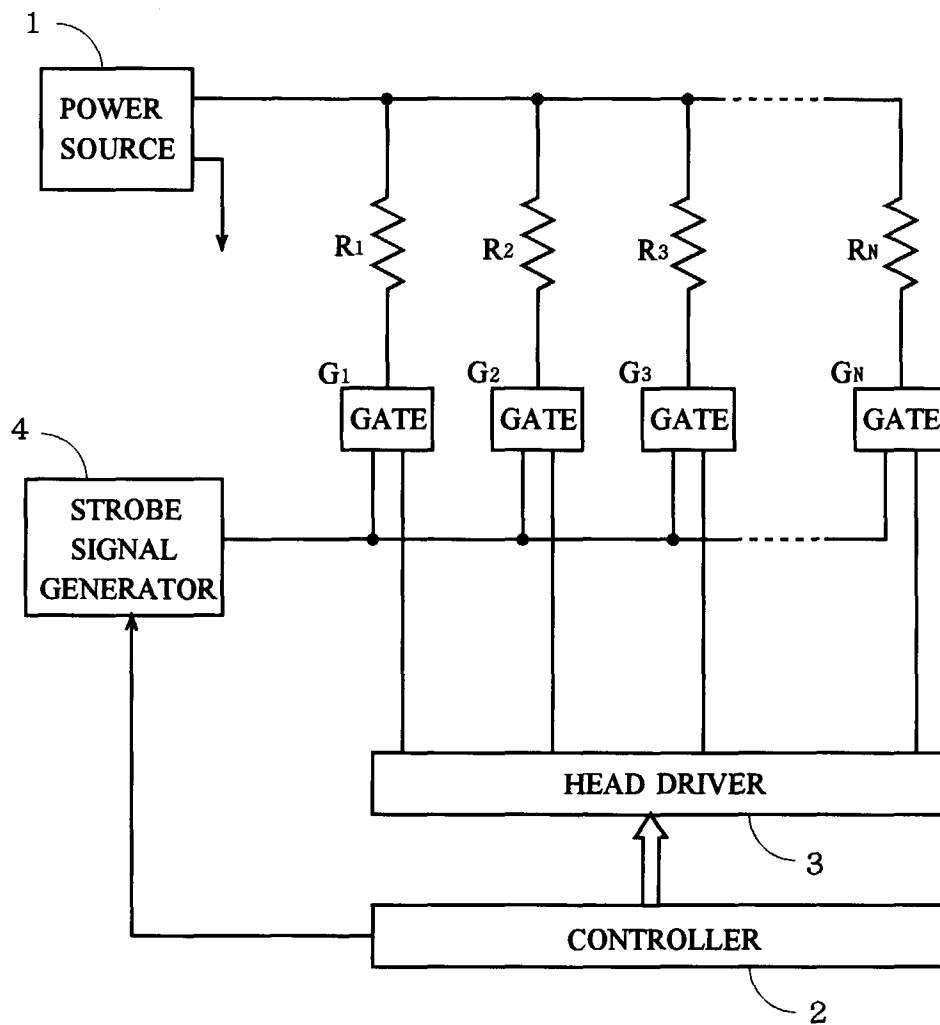 1
POWER
SOURCE
R1
R2
R3
RN
G1
G2
G3
GN
GATE
GATE
GATE
GATE
4
STROBE
SIGNAL
GENERATOR
HEAD DRIVER
3
CONTROLLER
2